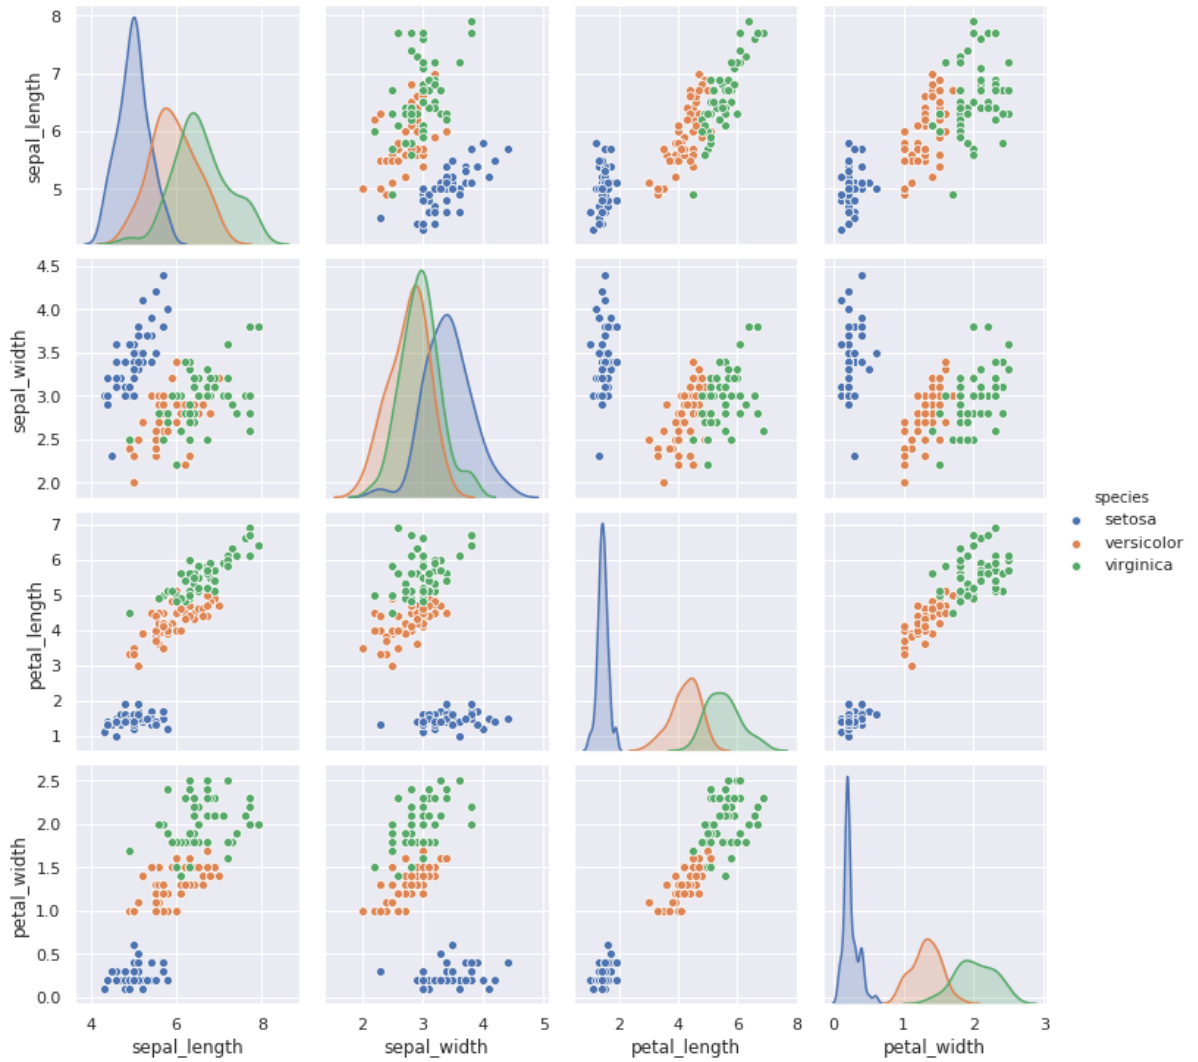 8
7
6
5
sepal_length
4.5
4.0
3.5
3.0
2.5
2.0
sepal_width
species
setosa
versicolor
virginica
7
6
5
4
3
2
1
petal_length
2.5
2.0
1.5
1.0
0.5
0.0
petal_width
4 6 8 2 3 4 5 2 4 6 8 0 1 2 3
sepal_length sepal_width petal_length petal_width